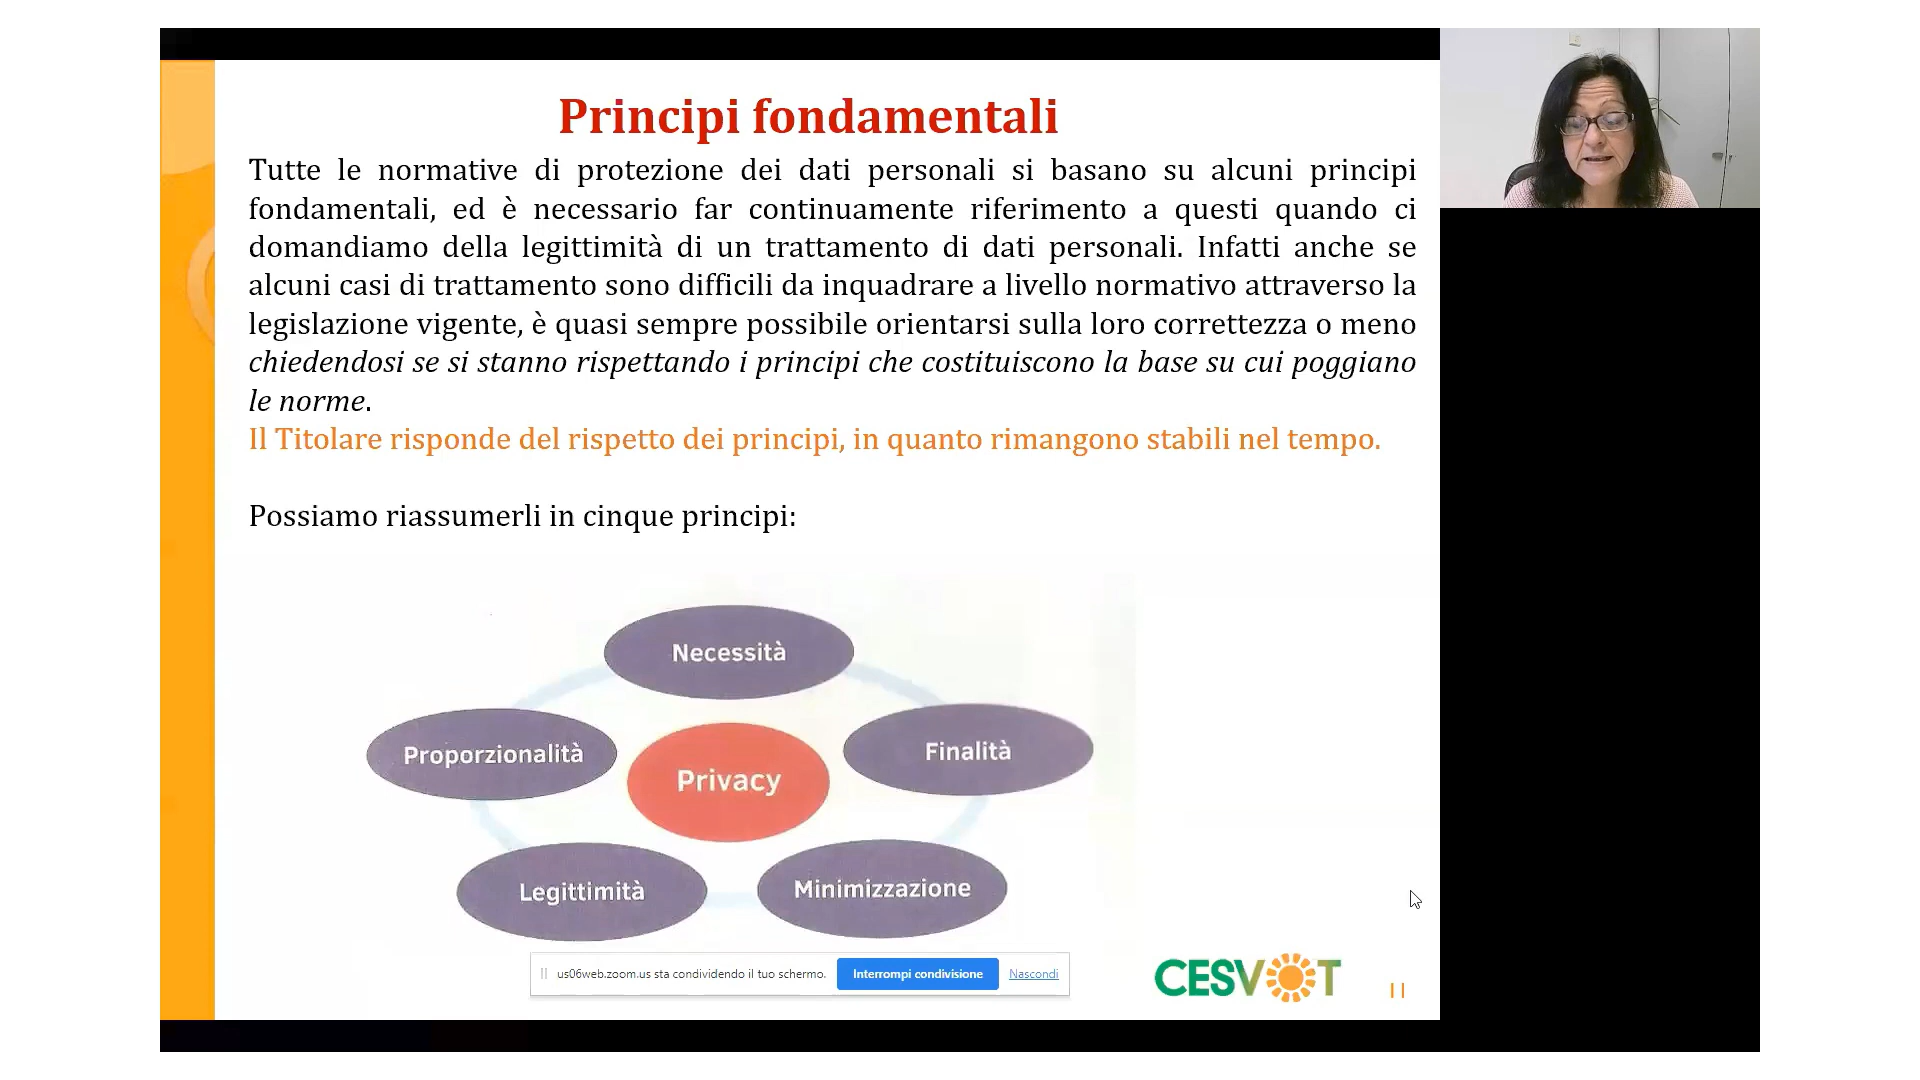 Principi fondamentali
Tutte le normative di protezione dei dati personali si basano su alcuni principi
fondamentali, ed è necessario far continuamente riferimento a questi quando ci
domandiamo della legittimità di un trattamento di dati personali. Infatti anche se
alcuni casi di trattamento sono difficili da inquadrare a livello normativo attraverso la
legislazione vigente, è quasi sempre possibile orientarsi sulla loro correttezza o meno
chiedendosi se si stanno rispettando i principi che costituiscono la base su cui poggiano
le norme.
Il Titolare risponde del rispetto dei principi, in quanto rimangono stabili nel tempo.
Possiamo riassumerli in cinque principi:
Necessità
Proporzionalità
Finalità
Privacy
Legittimità
Minimizzazione
us06web.zoom.us sta condividendo il tuo schermo.
Interrompi condivisione
Nascondi
CESVOT
11